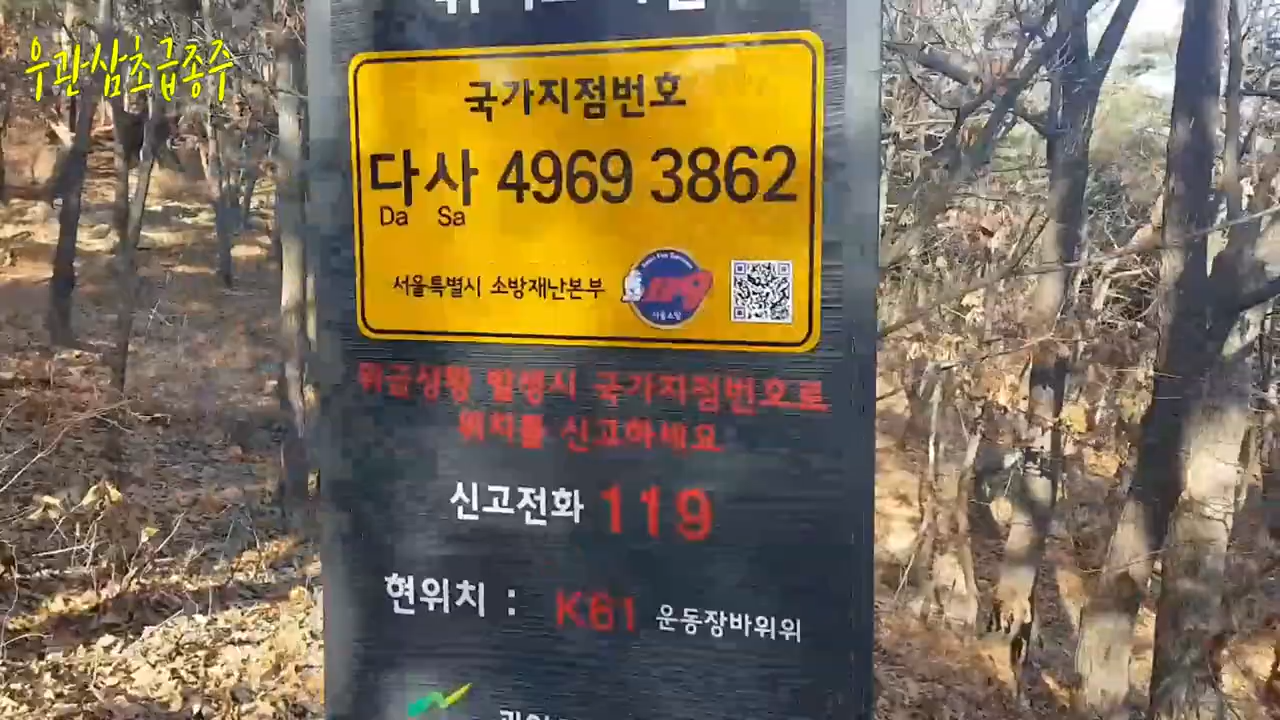 우관삼초급종주
국가지점번호
다사 4969 3862
Da Sa
서울특별시 소방재난본부
119
위급상황 발생시 국가지점번호로
위치를 신고하세요
신고전화 119
현위치 : K61 운동장바위위